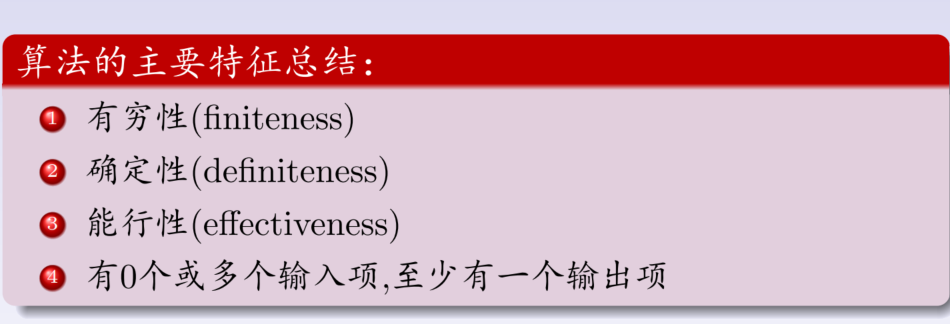 算法的主要特征总结:
1 有穷性(finiteness)
2 确定性(definiteness)
3 能行性(effectiveness)
4 有0个或多个输入项,至少有一个输出项